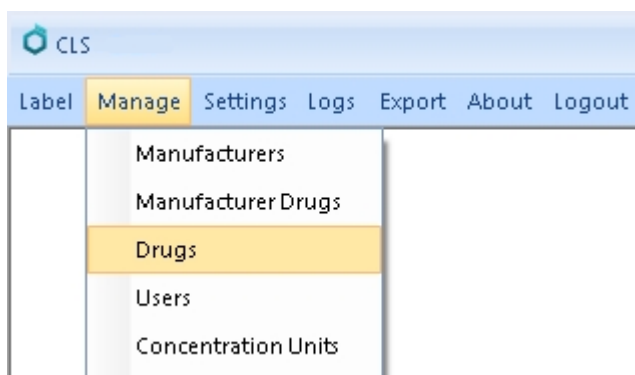 CLS
Label Manage Settings Logs Export About Logout
Manufacturers
Manufacturer Drugs
Drugs
Users
Concentration Units